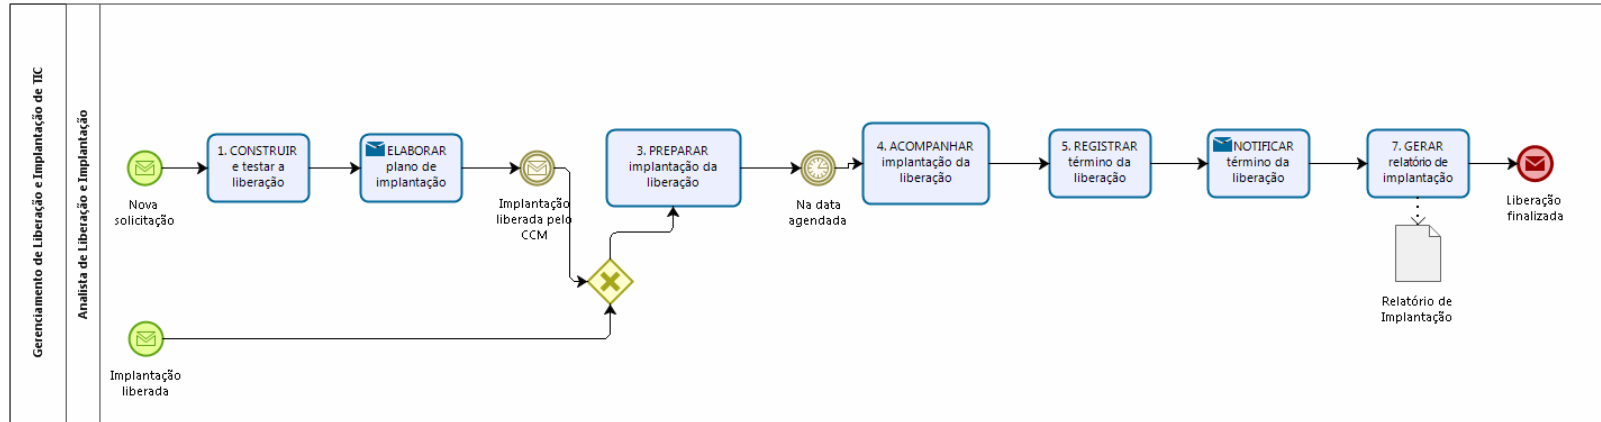 Gerenciamento de Liberação e Implantação de TIC
Analista de Liberação e Implantação
Nova
solicitação
1. CONSTRUIR
e testar a
liberação
ELABORAR
plano de
implantação
Implantação
liberada pelo
CCM
3. PREPARAR
implantação da
liberação
Na data
agendada
4. ACOMPANHAR
implantação da
liberação
5. REGISTRAR
término da
liberação
NOTIFICAR
término da
liberação
7. GERAR
relatório de
implantação
Liberação
finalizada
Relatório de
Implantação
Implantação
liberada